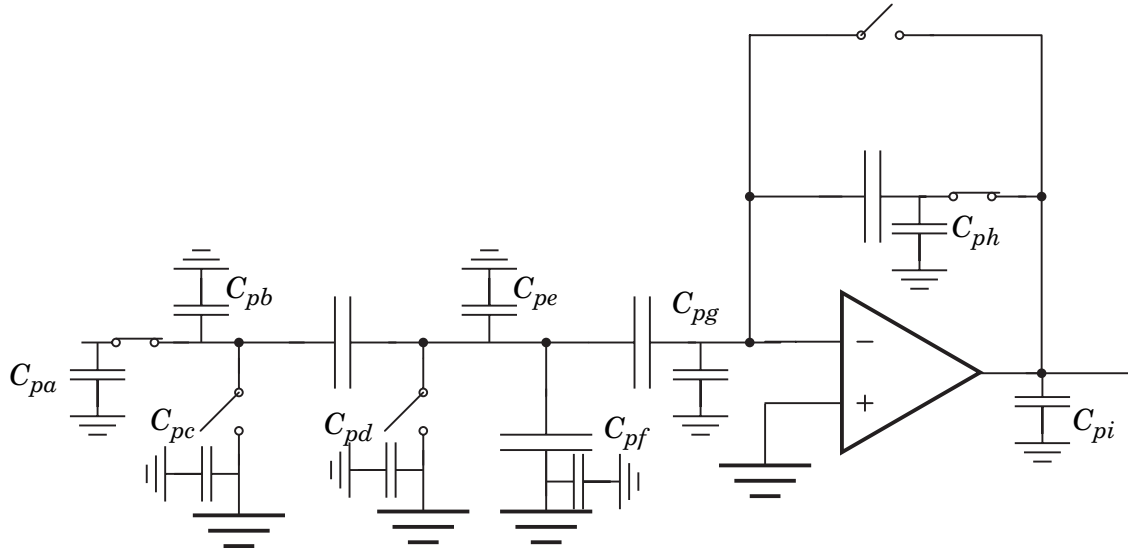 C_{ph}
C_{pb}
C_{pe}
C_{pg}
C_{pa}
−
+
C_{pc}
C_{pd}
C_{pf}
C_{pi}